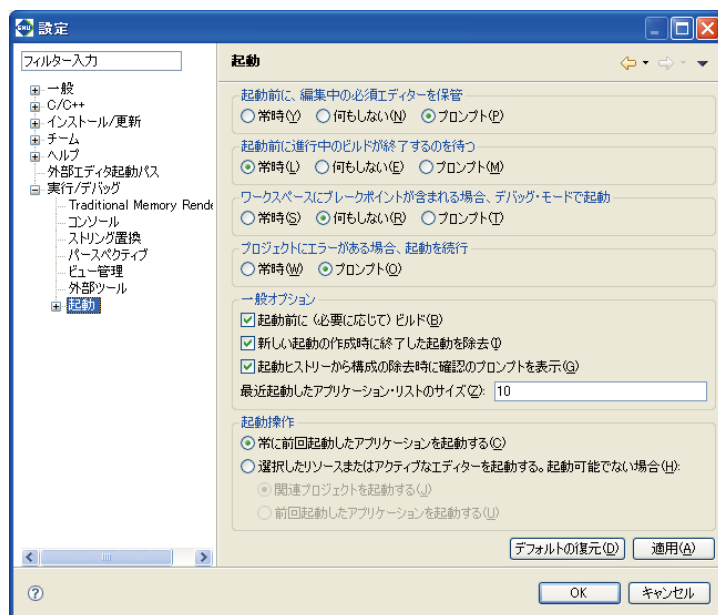 GNU 設定
フィルター入力
起動
一般
C/C++
インストール/更新
チーム
ヘルプ
外部エディタ起動パス
実行/デバッグ
Traditional Memory Rende
コンソール
ストリング置換
パースペクティブ
ビュー管理
外部ツール
起動
起動前に、編集中の必須エディターを保管
常時(Y) 何もしない(N) プロンプト(P)
起動前に進行中のビルドが終了するのを待つ
常時(L) 何もしない(E) プロンプト(M)
ワークスペースにブレークポイントが含まれる場合、デバッグ・モードで起動
常時(S) 何もしない(R) プロンプト(T)
プロジェクトにエラーがある場合、起動を続行
常時(W) プロンプト(O)
一般オプション
起動前に (必要に応じて) ビルド(B)
新しい起動の作成時に終了した起動を除去(I)
起動ヒストリーから構成の除去時に確認のプロンプトを表示(G)
最近起動したアプリケーション・リストのサイズ(Z): 10
起動操作
常に前回起動したアプリケーションを起動する(C)
選択したリソースまたはアクティブなエディターを起動する。起動可能でない場合(H):
関連プロジェクトを起動する(J)
前回起動したアプリケーションを起動する(U)
デフォルトの復元(D) 適用(A)
OK キャンセル